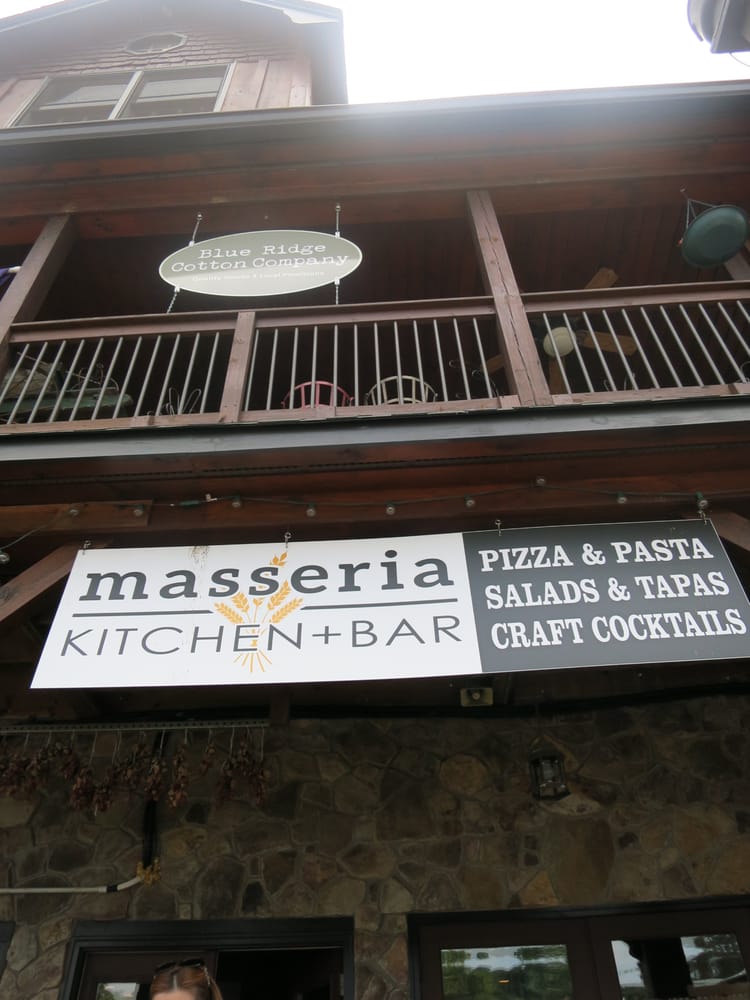 Blue Ridge
Cotton Company
masseria
KITCHEN+BAR
PIZZA & PASTA
SALADS & TAPAS
CRAFT COCKTAILS